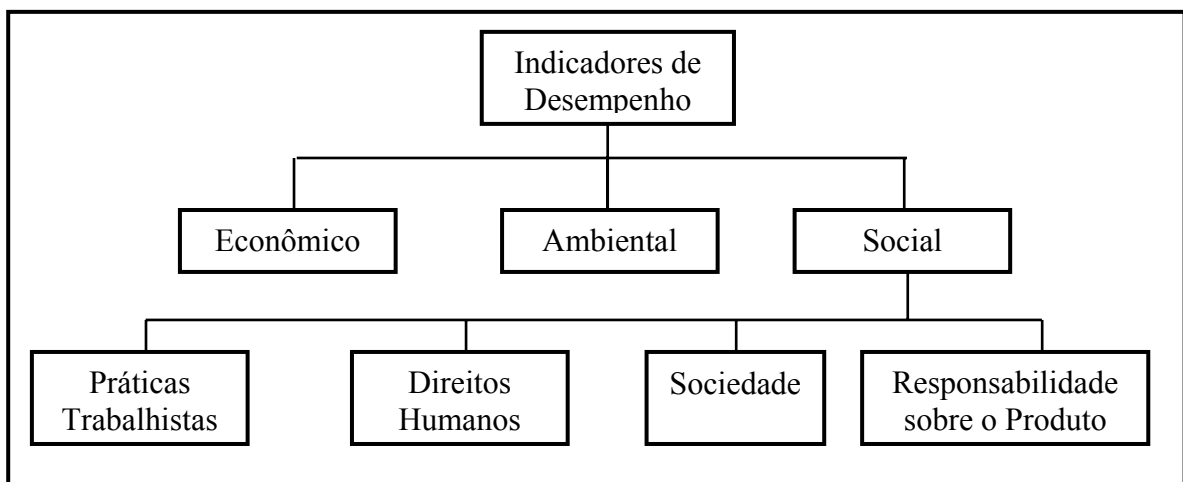 Indicadores de
Desempenho
Econômico
Ambiental
Social
Práticas
Trabalhistas
Direitos
Humanos
Sociedade
Responsabilidade
sobre o Produto